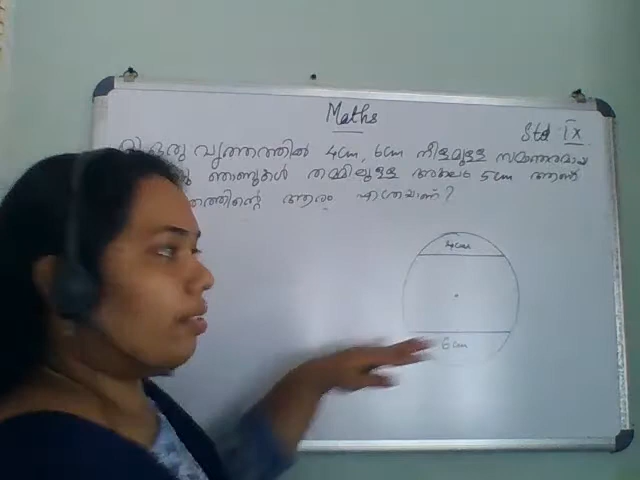 Maths
Std IX
ഒരു വൃത്തത്തിൽ 4cm, 6cm നീളമുള്ള സമാന്തരമായ
ഞാണുകൾ തമ്മിലുള്ള അകലം 5cm ആണ്
ആരം എത്രയാണ്?
4cm
6cm